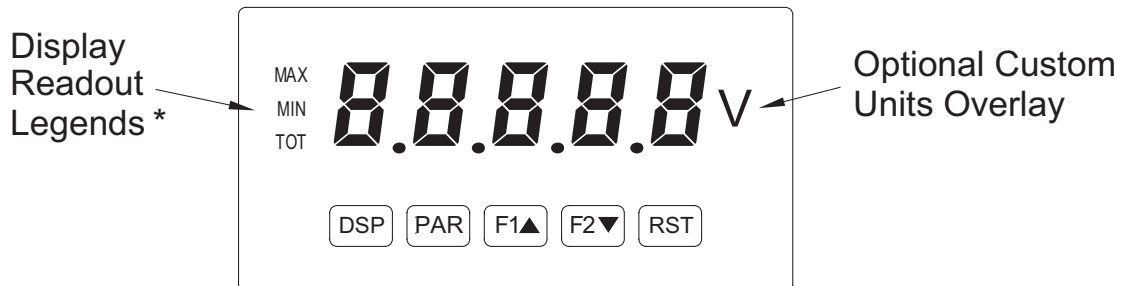 Display
Readout
Legends *
MAX
MIN
TOT
8.8.8.8.8
V
Optional Custom
Units Overlay
DSP PAR F1▲ F2▼ RST